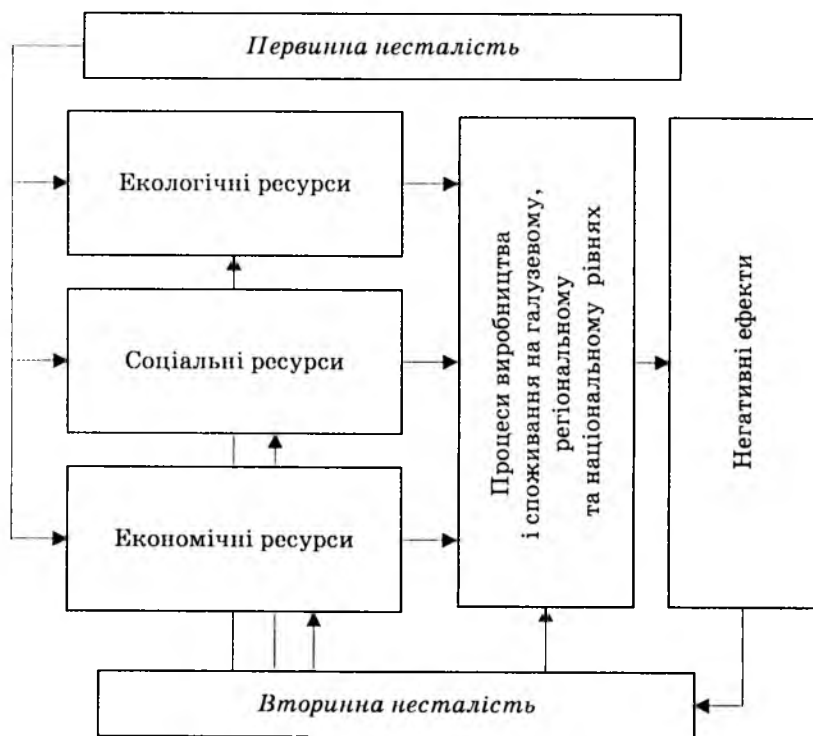 Первинна несталість
Екологічні ресурси
Соціальні ресурси
Економічні ресурси
Процеси виробництва
і споживання на галузевому,
регіональному
та національному рівнях
Негативні ефекти
Вторинна несталість